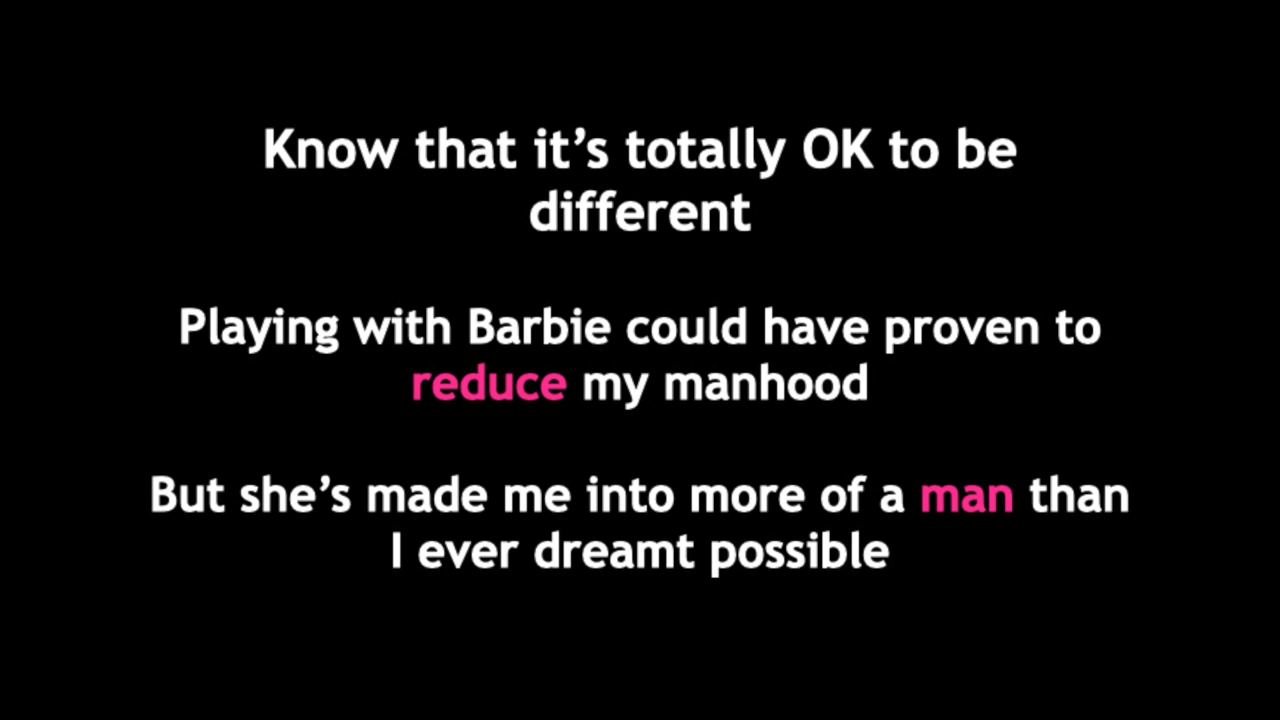 Know that it’s totally OK to be
different
Playing with Barbie could have proven to
reduce my manhood
But she’s made me into more of a man than
I ever dreamt possible